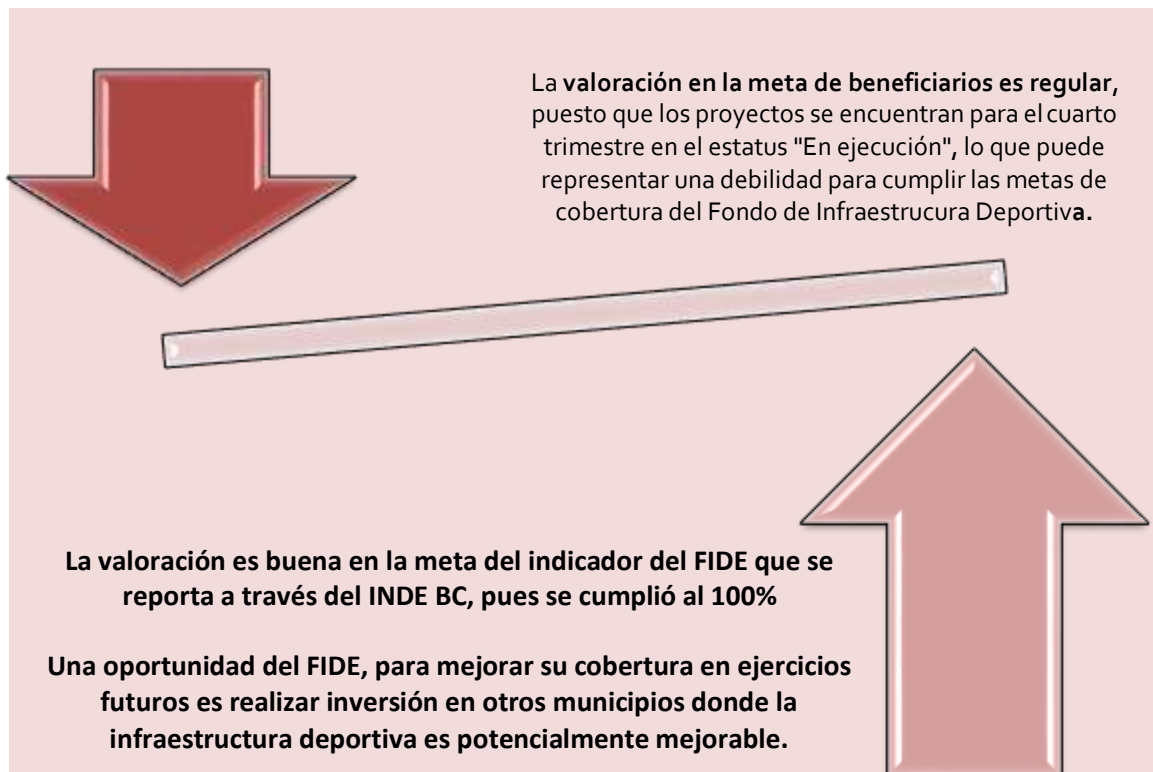 La valoración en la meta de beneficiarios es regular,
puesto que los proyectos se encuentran para el cuarto
trimestre en el estatus "En ejecución", lo que puede
representar una debilidad para cumplir las metas de
cobertura del Fondo de Infraestrucura Deportiva.
La valoración es buena en la meta del indicador del FIDE que se
reporta a través del INDE BC, pues se cumplió al 100%
Una oportunidad del FIDE, para mejorar su cobertura en ejercicios
futuros es realizar inversión en otros municipios donde la
infraestructura deportiva es potencialmente mejorable.